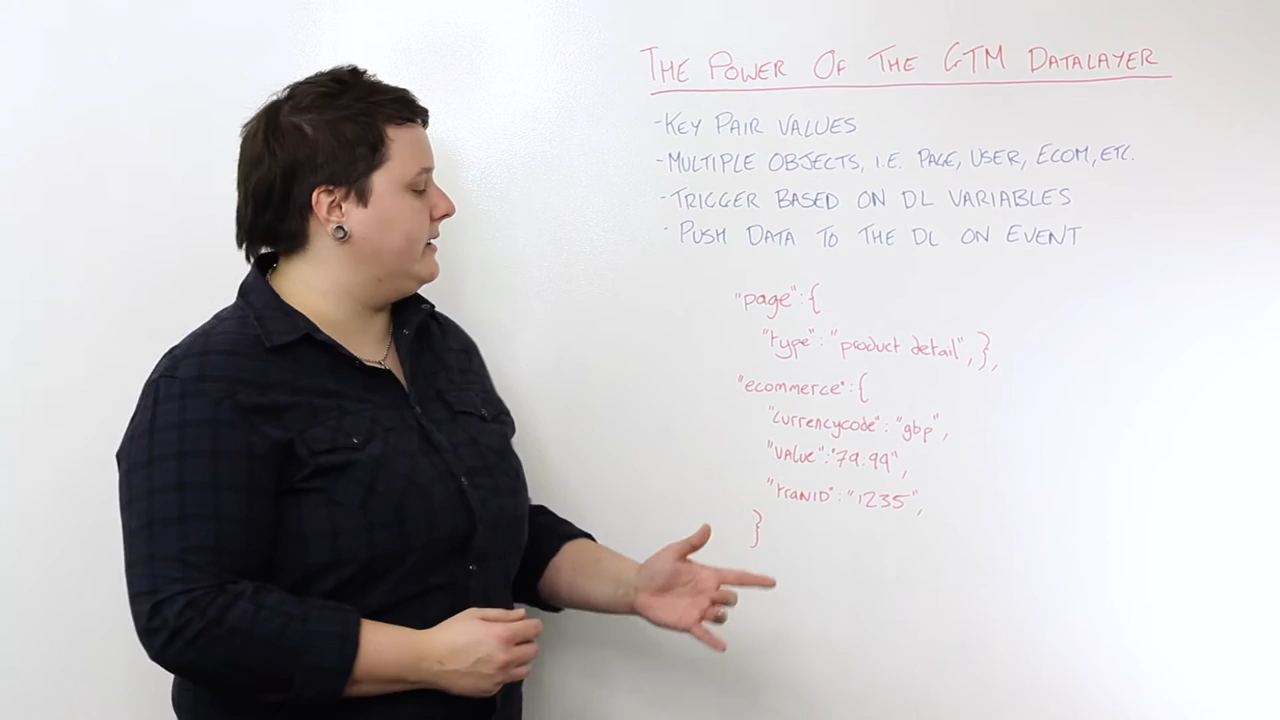 THE POWER OF THE GTM DATALAYER
-KEY PAIR VALUES
-MULTIPLE OBJECTS, I.E. PAGE, USER, ECOM, ETC.
-TRIGGER BASED ON DL VARIABLES
- PUSH DATA TO THE DL ON EVENT
"page":{
"type":"product detail",},
"ecommerce":{
"currencycode":"gbp",
"value":"79.99",
"tranID":"1235",
}